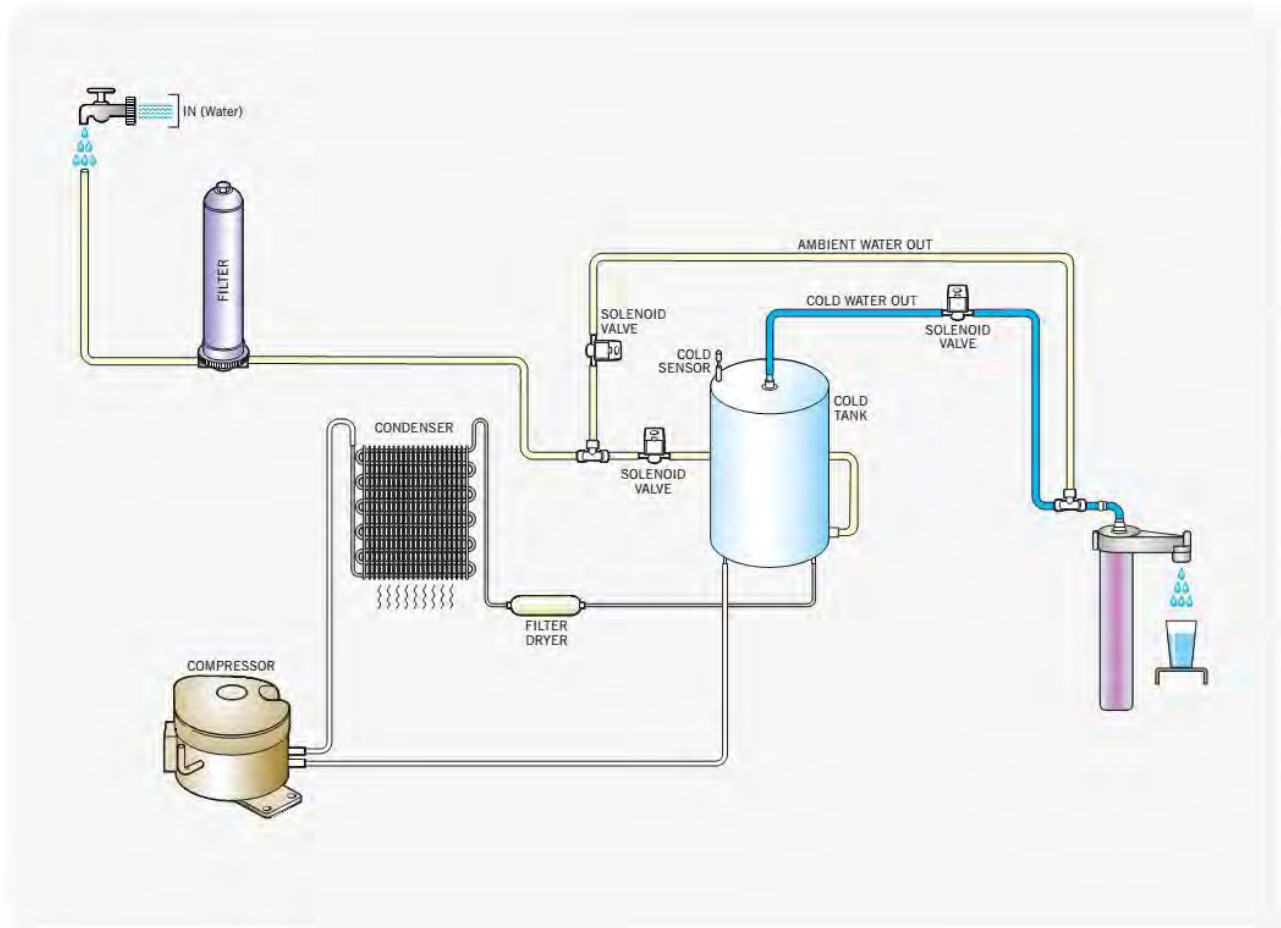 IN (Water)
FILTER
AMBIENT WATER OUT
COLD WATER OUT
SOLENOID
VALVE
SOLENOID
VALVE
COLD
SENSOR
COLD
TANK
CONDENSER
SOLENOID
VALVE
FILTER
DRYER
COMPRESSOR